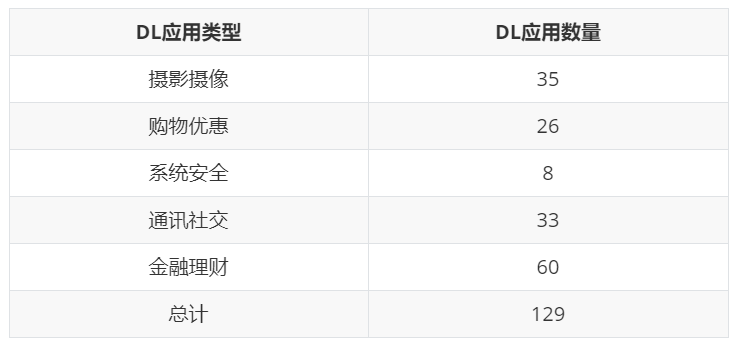 DL应用类型 DL应用数量
摄影摄像 35
购物优惠 26
系统安全 8
通讯社交 33
金融理财 60
总计 129